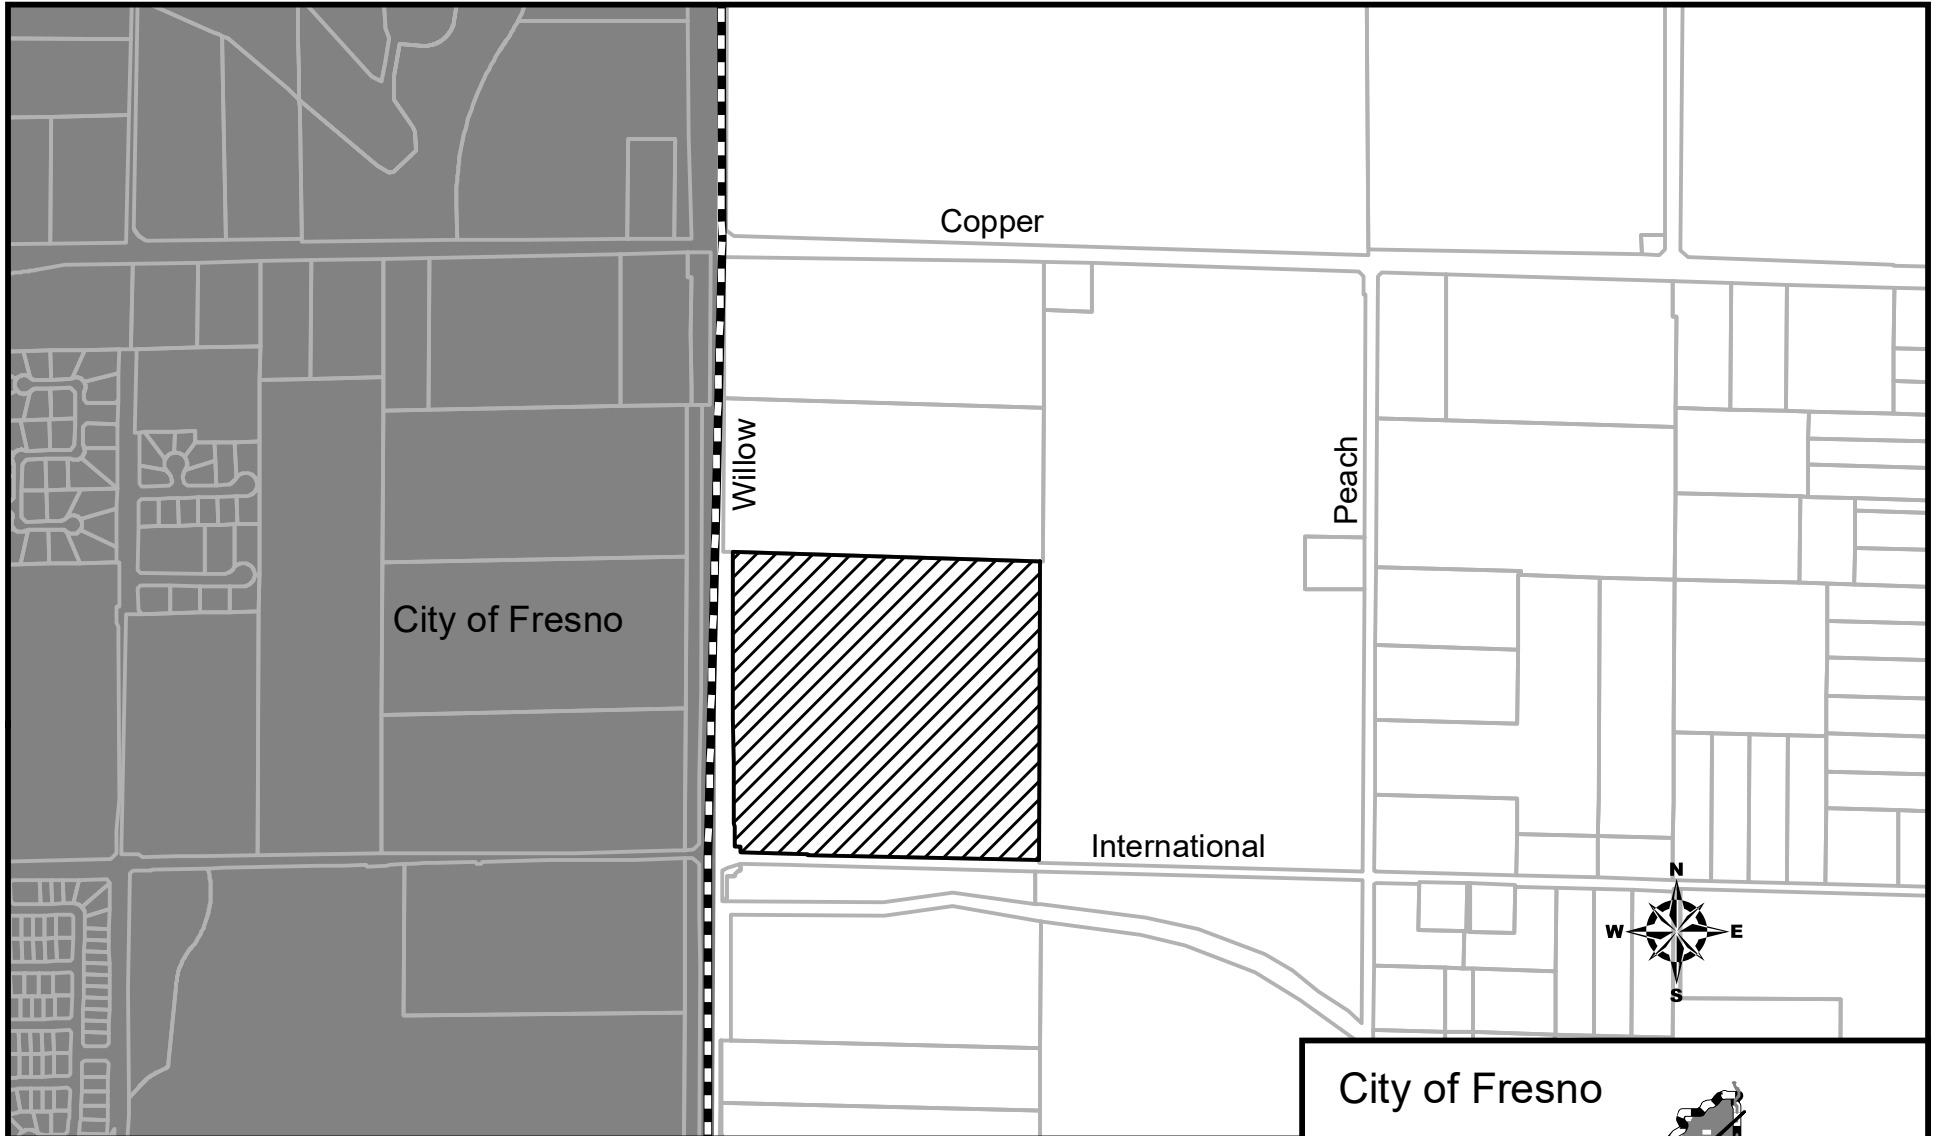 Copper
Willow
Peach
City of Fresno
International
N
W
E
S
City of Fresno